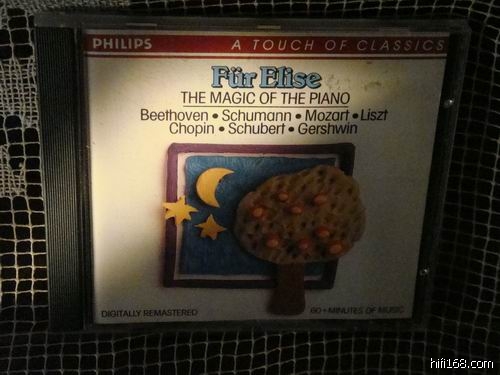 PHILIPS A TOUCH OF CLASSICS
Für Elise
THE MAGIC OF THE PIANO
Beethoven • Schumann • Mozart • Liszt
Chopin • Schubert • Gershwin
DIGITALLY REMASTERED 60+ MINUTES OF MUSIC
hifi168.com